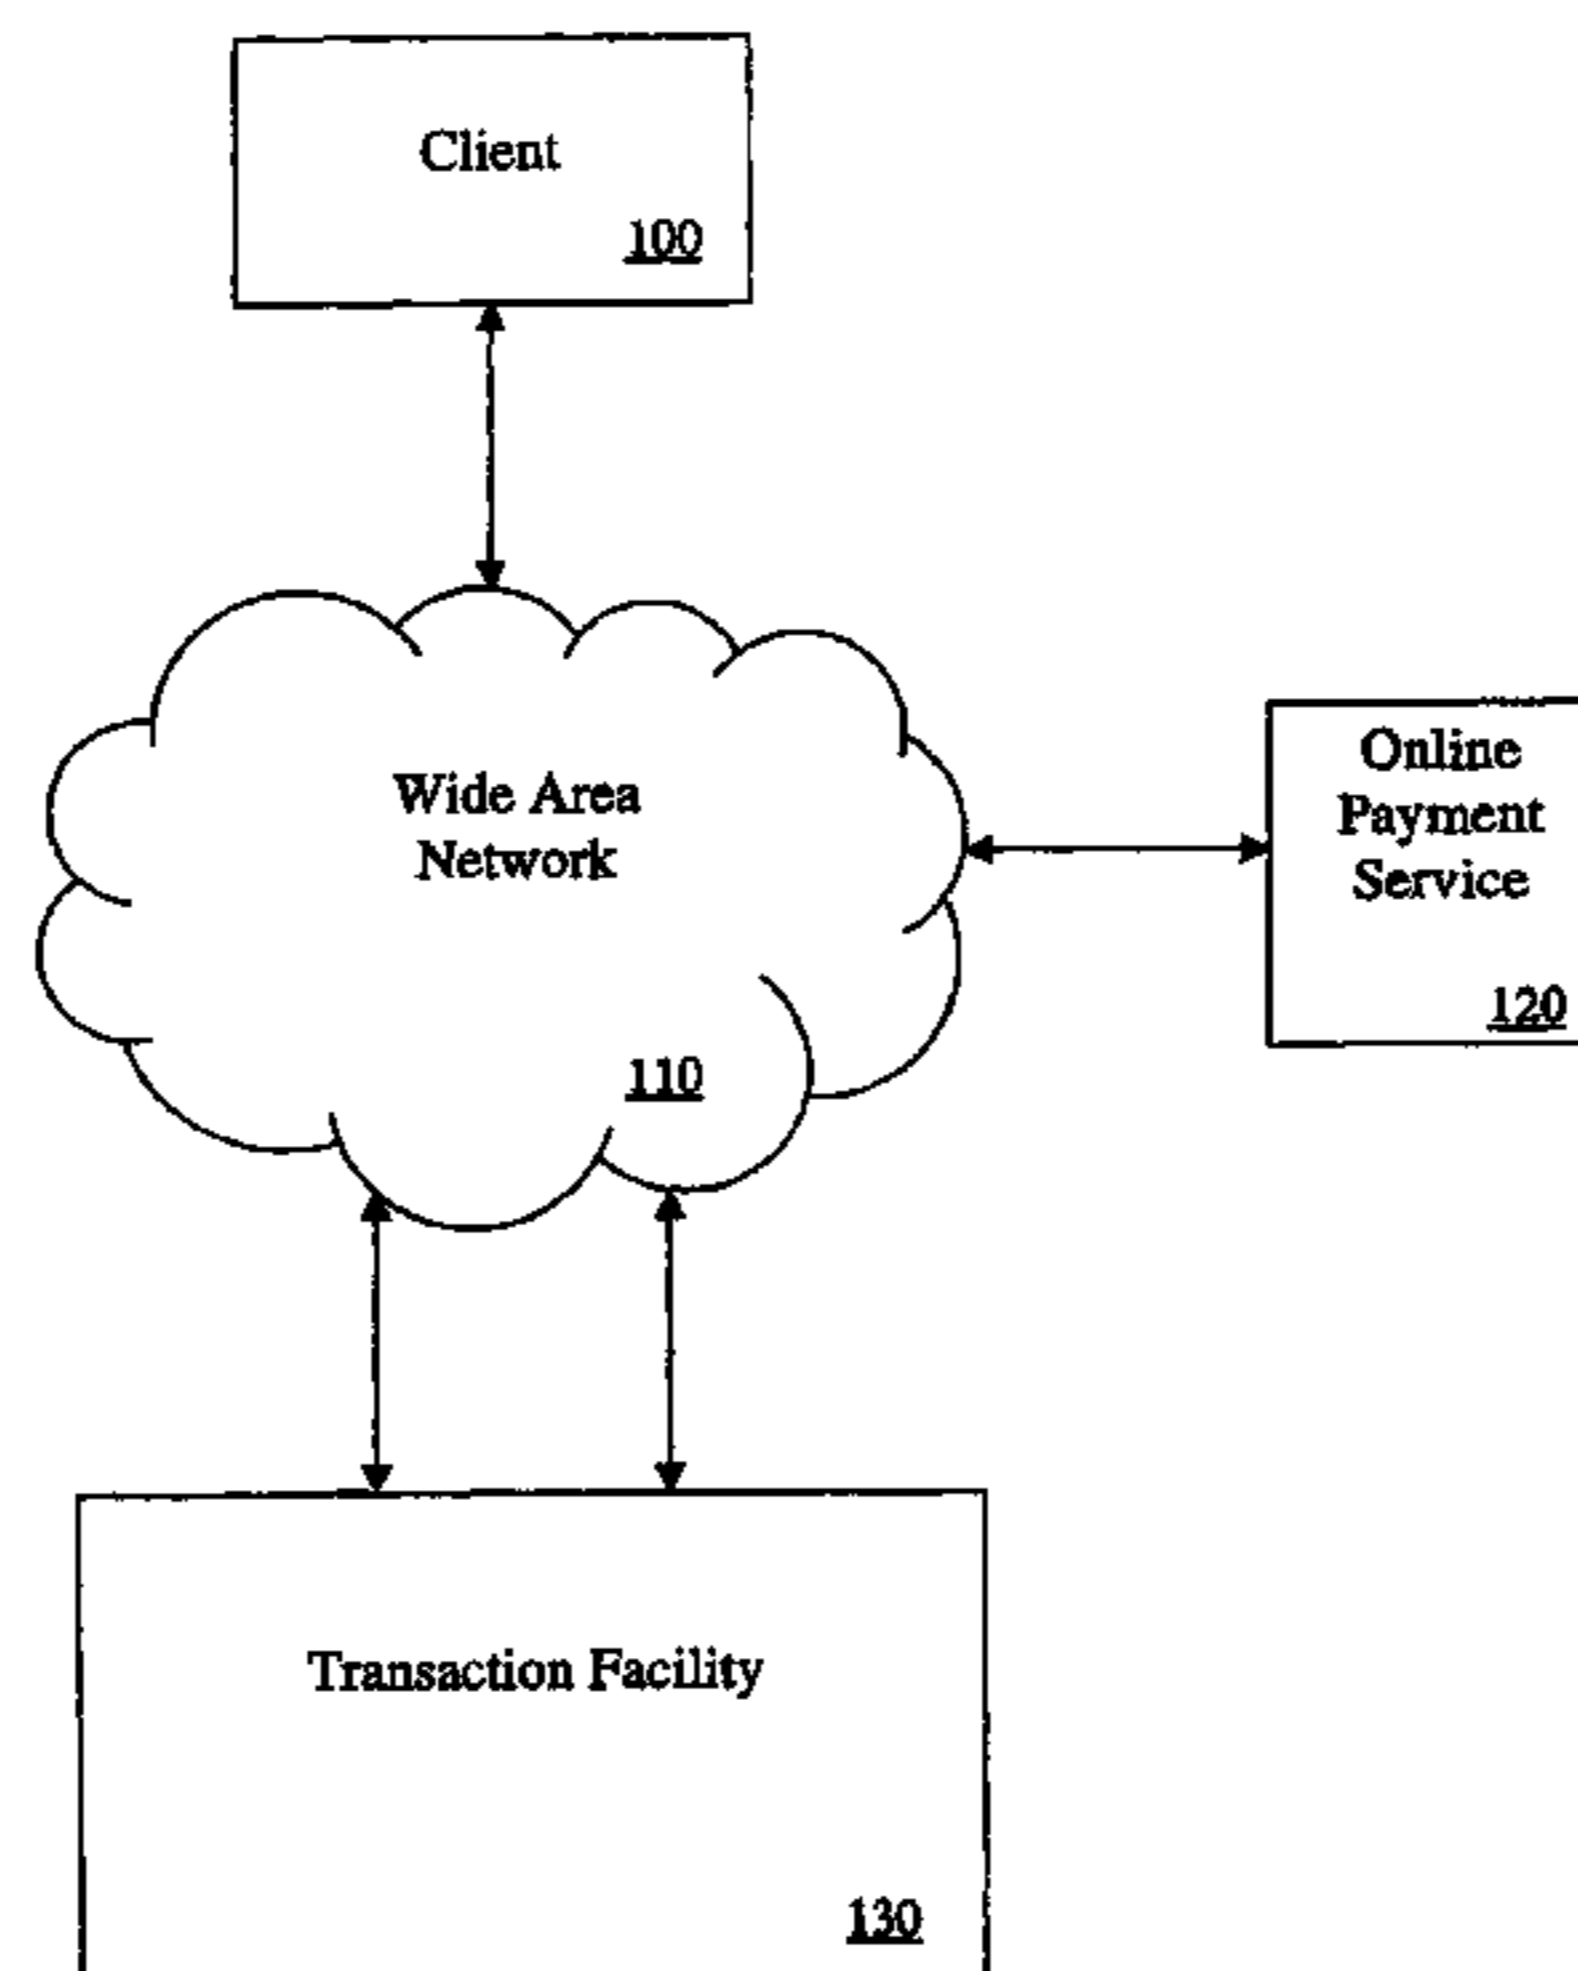 Client
100
Wide Area
Network
110
Online
Payment
Service
120
Transaction Facility
130